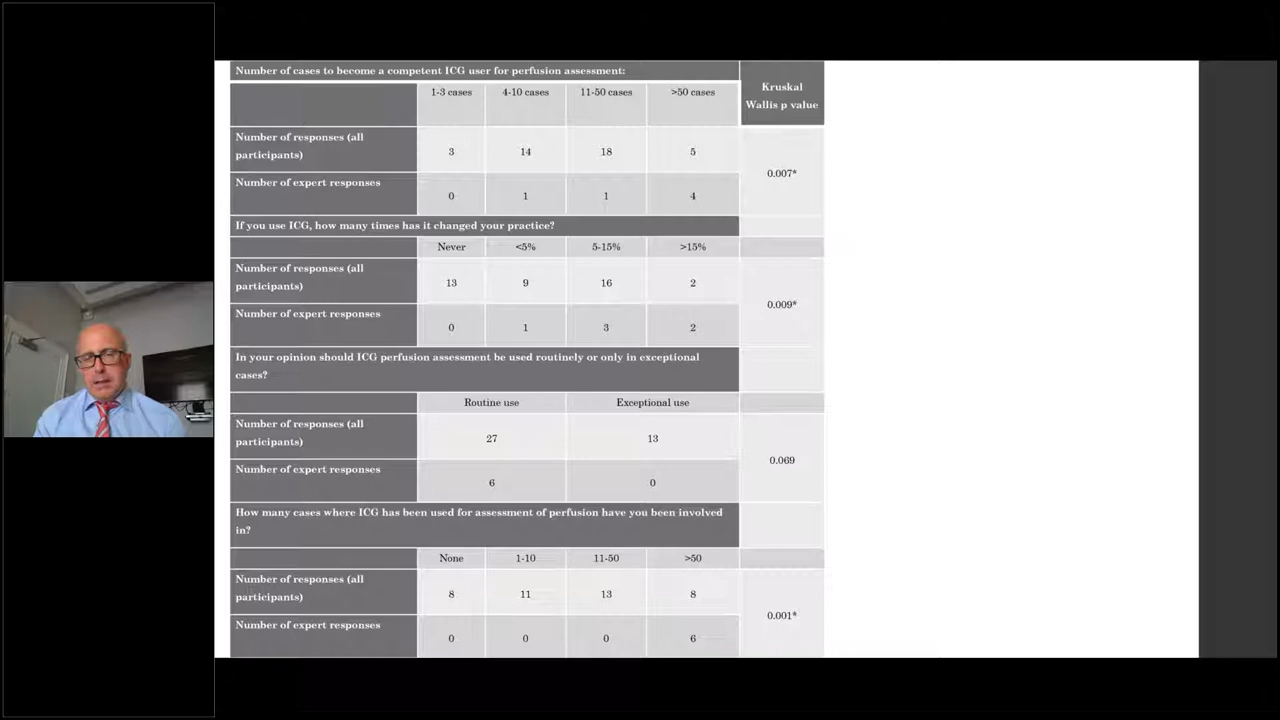 Number of cases to become a competent ICG user for perfusion assessment:
Kruskal
Wallis p value
1-3 cases 4-10 cases 11-50 cases >50 cases
Number of responses (all
participants)
3 14 18 5
0.007*
Number of expert responses
0 1 1 4
If you use ICG, how many times has it changed your practice?
Never <5% 5-15% >15%
Number of responses (all
participants)
13 9 16 2
0.009*
Number of expert responses
0 1 3 2
In your opinion should ICG perfusion assessment be used routinely or only in exceptional
cases?
Routine use Exceptional use
Number of responses (all
participants)
27 13
0.069
Number of expert responses
6 0
How many cases where ICG has been used for assessment of perfusion have you been involved
in?
None 1-10 11-50 >50
Number of responses (all
participants)
8 11 13 8
0.001*
Number of expert responses
0 0 0 6